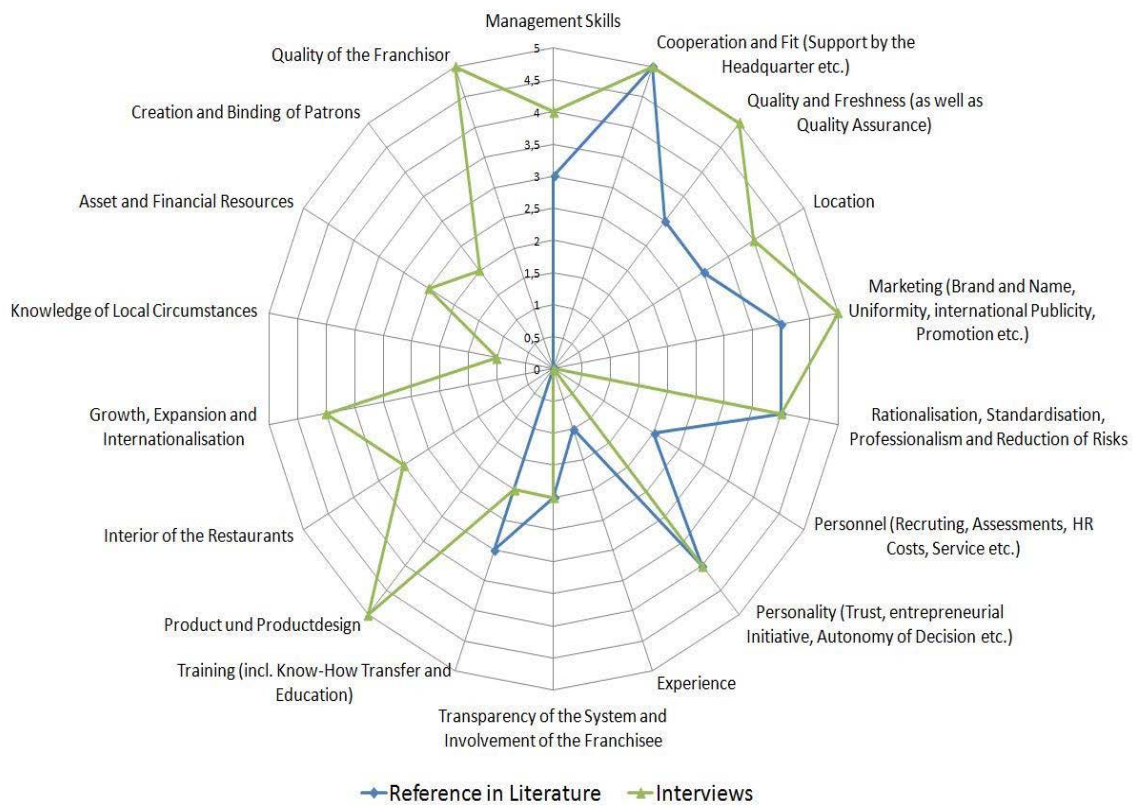 Management Skills
Quality of the Franchisor
Cooperation and Fit (Support by the
Headquarter etc.)
Creation and Binding of Patrons
Quality and Freshness (as well as
Quality Assurance)
Asset and Financial Resources
Location
Knowledge of Local Circumstances
Marketing (Brand and Name,
Uniformity, international Publicity,
Promotion etc.)
Growth, Expansion and
Internationalisation
Rationalisation, Standardisation,
Professionalism and Reduction of Risks
Interior of the Restaurants
Personnel (Recruting, Assessments, HR
Costs, Service etc.)
Product und Productdesign
Personality (Trust, entrepreneurial
Initiative, Autonomy of Decision etc.)
Training (incl. Know-How Transfer and
Education)
Experience
Transparency of the System and
Involvement of the Franchisee
5
4,5
4
3,5
3
2,5
2
1,5
1
0,5
0
Reference in Literature
Interviews